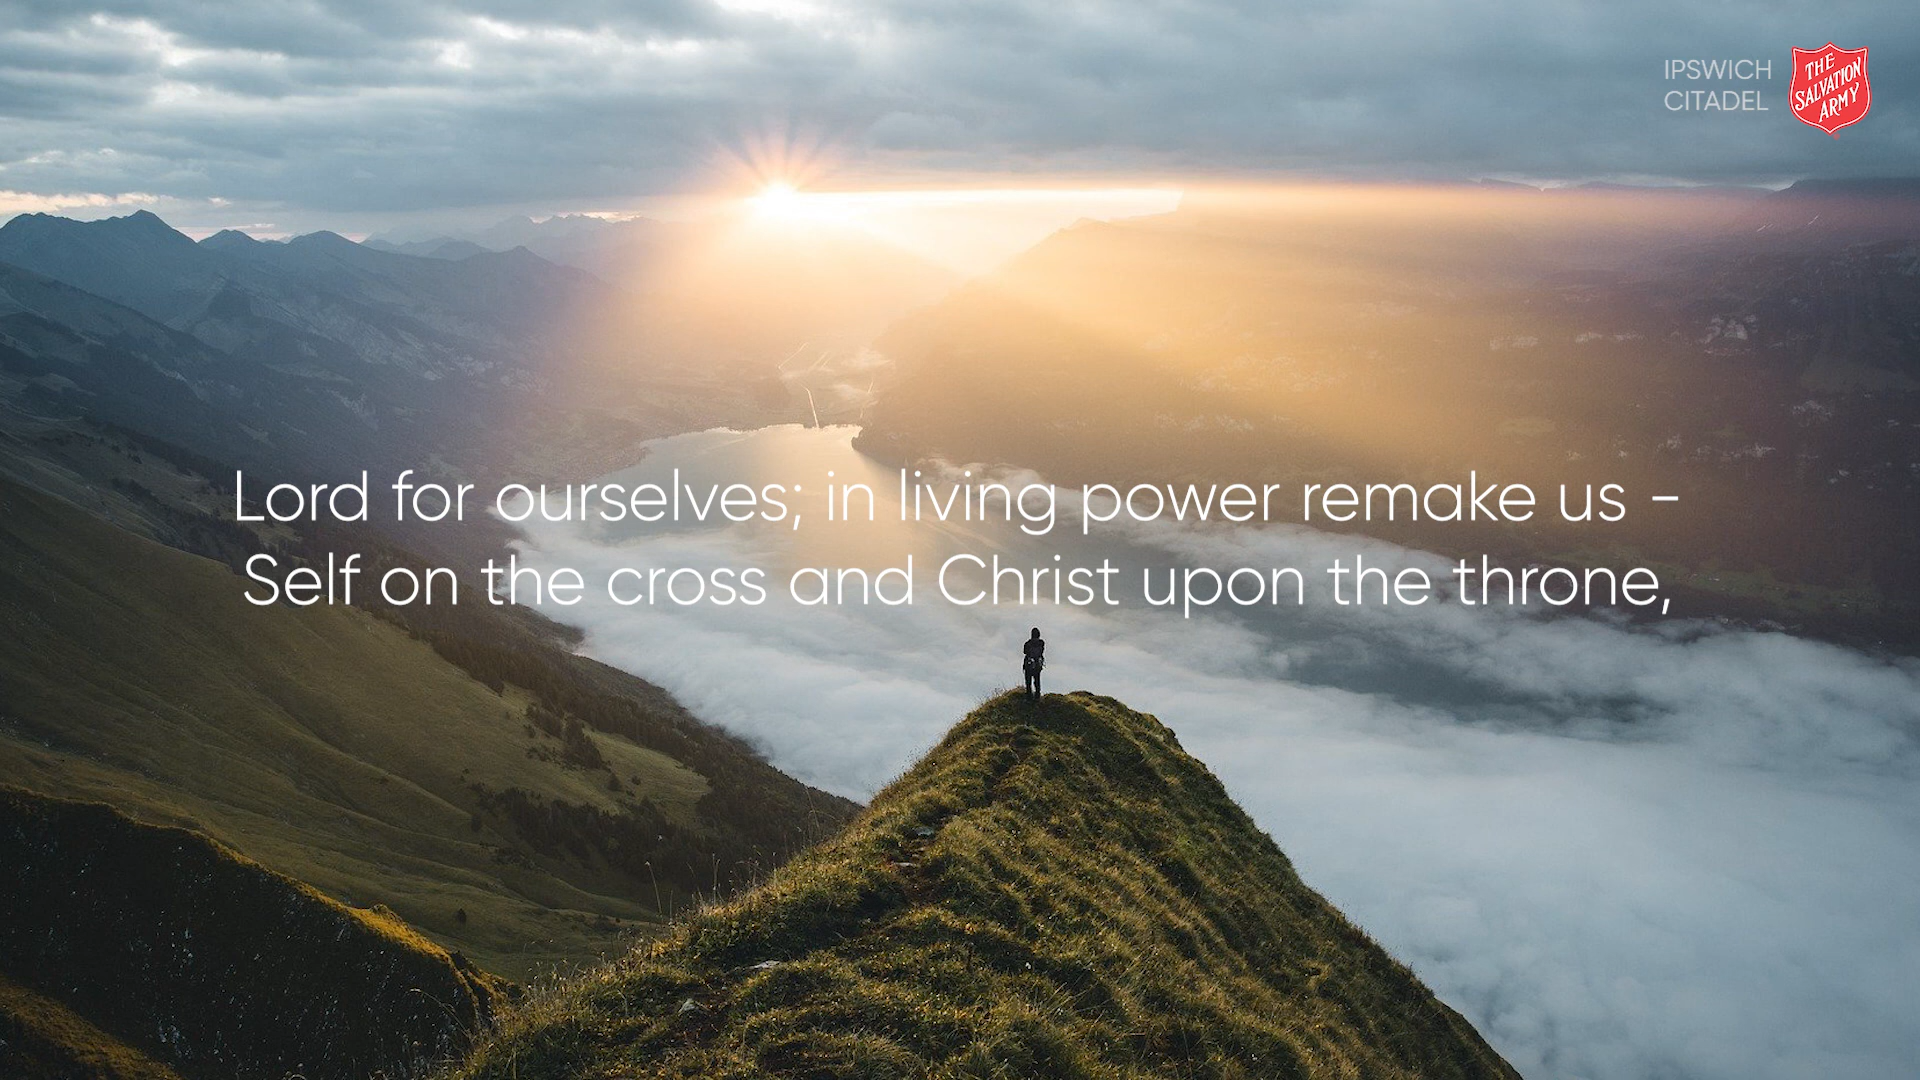 IPSWICH
CITADEL
THE
SALVATION
ARMY
Lord for ourselves; in living power remake us -
Self on the cross and Christ upon the throne,